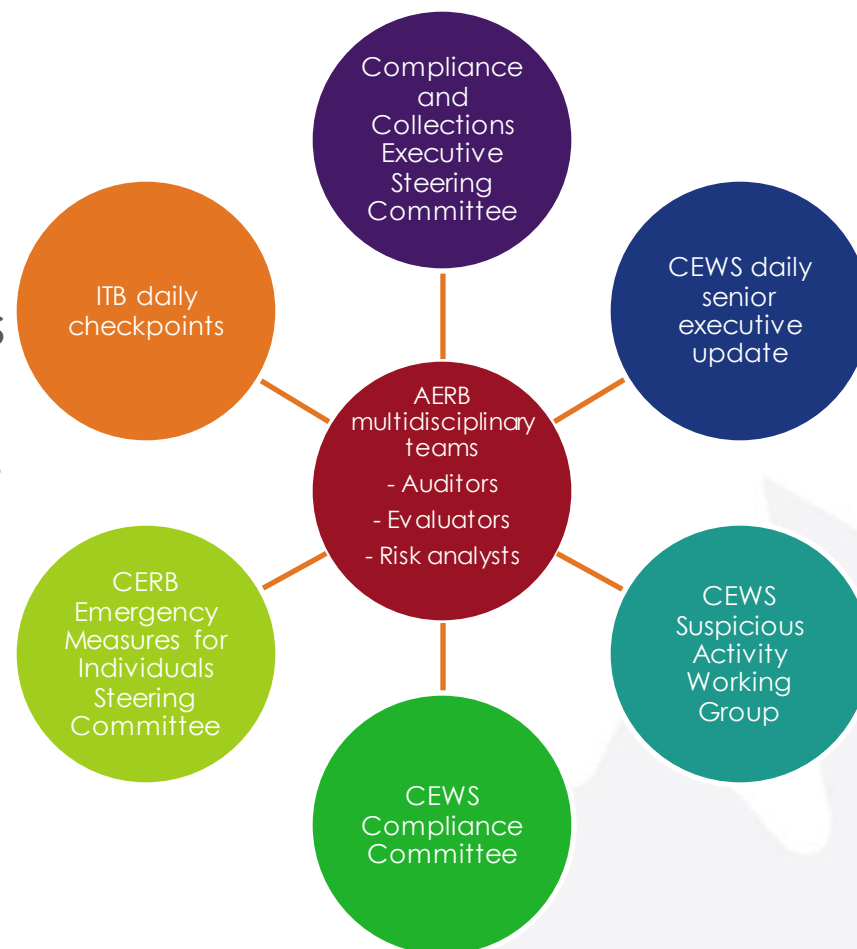 Compliance
and
Collections
Executive
Steering
Committee
ITB daily
checkpoints
CEWS daily
senior
executive
update
s
AERB
multidisciplinary
teams
- Auditors
- Evaluators
- Risk analysts
CERB
Emergency
Measures for
Individuals
Steering
Committee
CEWS
Suspicious
Activity
Working
Group
CEWS
Compliance
Committee